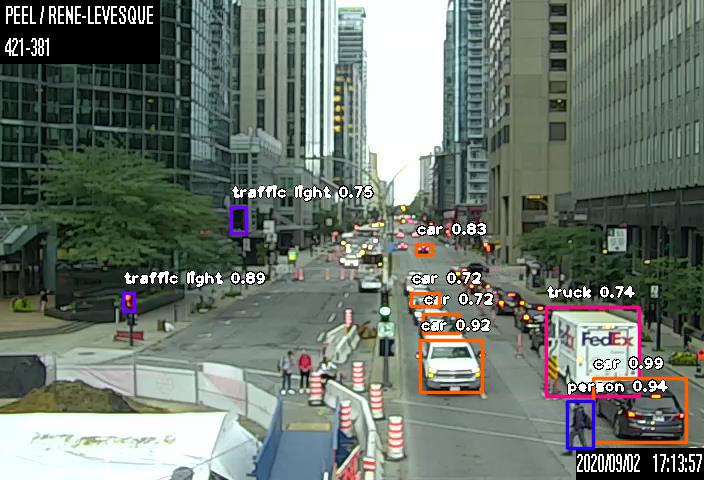 PEEL / RENE-LEVESQUE
421-381
traffic light 0.75
car 0.83
traffic light 0.89
car 0.72
truck 0.74
car 0.72
car 0.92
FedEx
car 0.99
person 0.94
2020/09/02 17:13:57